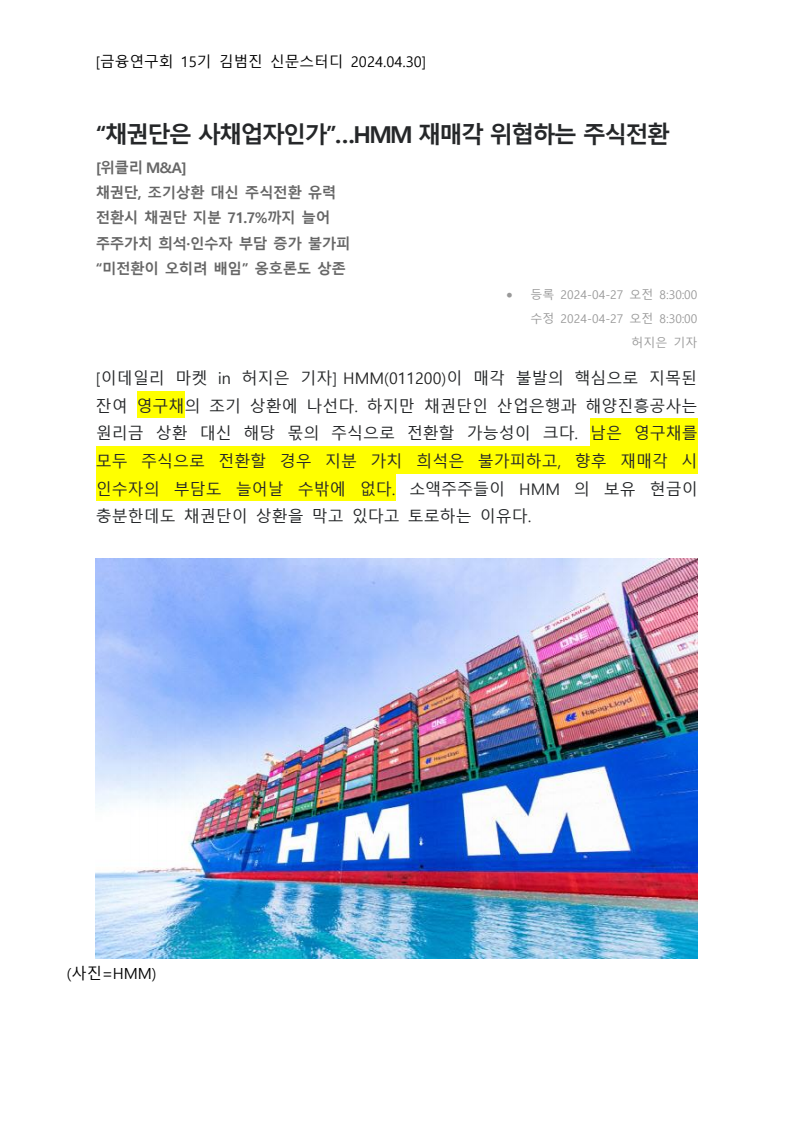 [금융연구회 15기 김범진 신문스터디 2024.04.30]
“채권단은 사채업자인가”…HMM 재매각 위협하는 주식전환
[위클리 M&A]
채권단, 조기상환 대신 주식전환 유력
전환시 채권단 지분 71.7%까지 늘어
주주가치 희석·인수자 부담 증가 불가피
“미전환이 오히려 배임” 옹호론도 상존
• 등록 2024-04-27 오전 8:30:00
수정 2024-04-27 오전 8:30:00
허지은 기자
[이데일리 마켓 in 허지은 기자] HMM(011200)이 매각 불발의 핵심으로 지목된
잔여 영구채의 조기 상환에 나선다. 하지만 채권단인 산업은행과 해양진흥공사는
원리금 상환 대신 해당 몫의 주식으로 전환할 가능성이 크다. 남은 영구채를
모두 주식으로 전환할 경우 지분 가치 희석은 불가피하고, 향후 재매각 시
인수자의 부담도 늘어날 수밖에 없다. 소액주주들이 HMM 의 보유 현금이
충분한데도 채권단이 상환을 막고 있다고 토로하는 이유다.
YANG MING
ONE
UASC
Hapag-Lloyd
HMM
(사진=HMM)